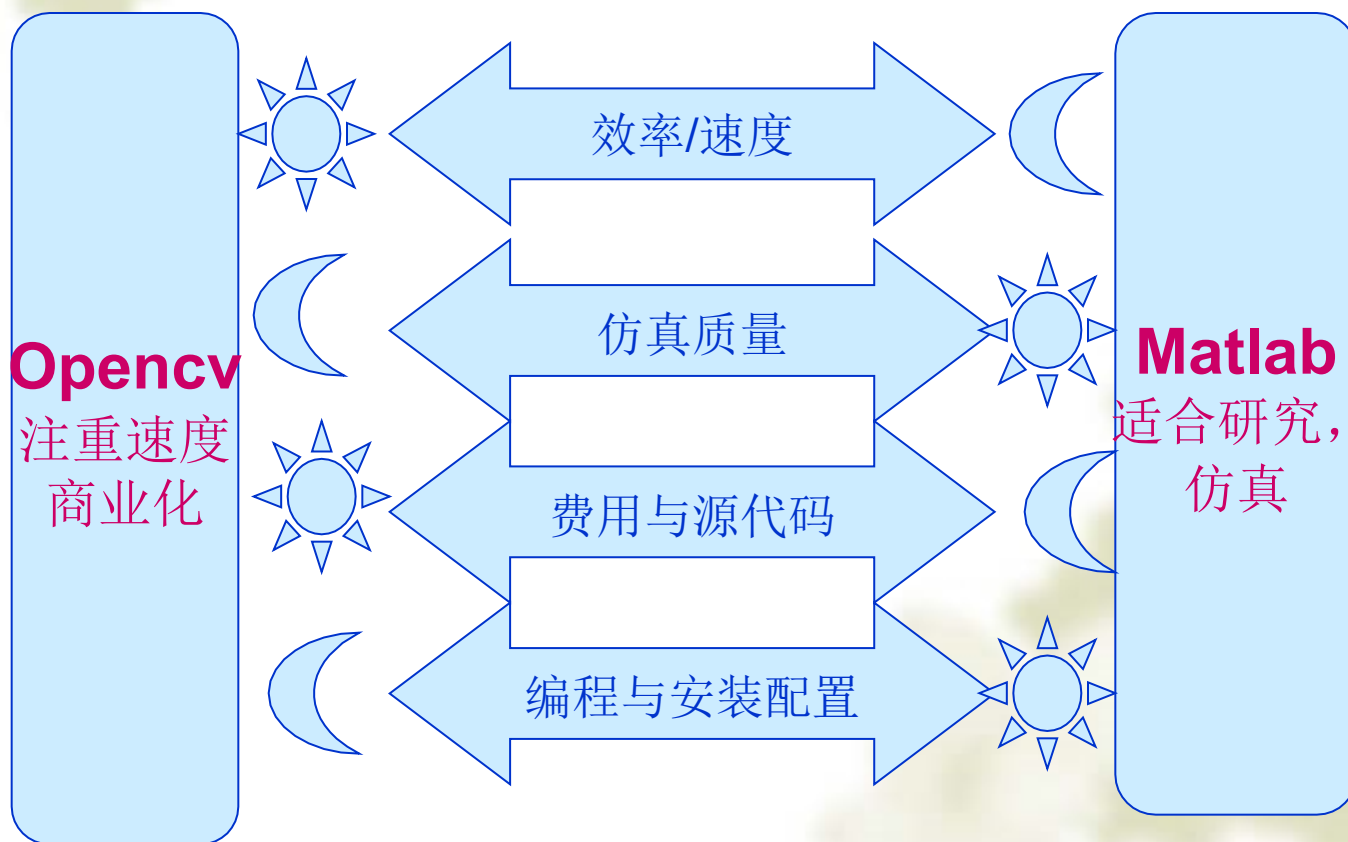 Opencv
注重速度
商业化
效率/速度
仿真质量
费用与源代码
编程与安装配置
Matlab
适合研究，
仿真